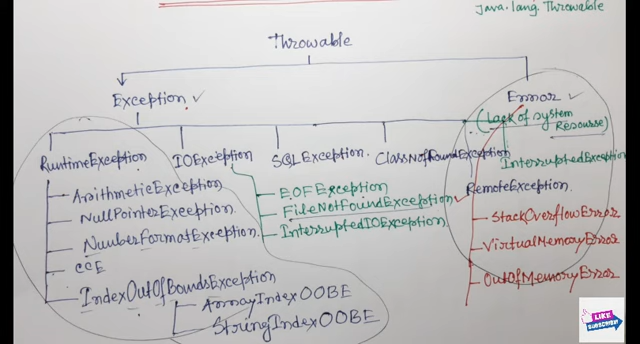 java.lang.Throwable
Throwable
Exception
Error
(Lack of system
Resourse)
RuntimeException
IOException
SQLException
ClassNotFoundException
InterruptedException
RemoteException
ArithmeticException
NullPointerException
NumberFormatException
CCE
IndexOutOfBoundsException
ArrayIndexOOBE
StringIndexOOBE
EOFException
FileNotFoundException
InterruptedIOException
StackOverflowError
VirtualMemoryError
OutOfMemoryError
LIKE
SUBSCRIBE